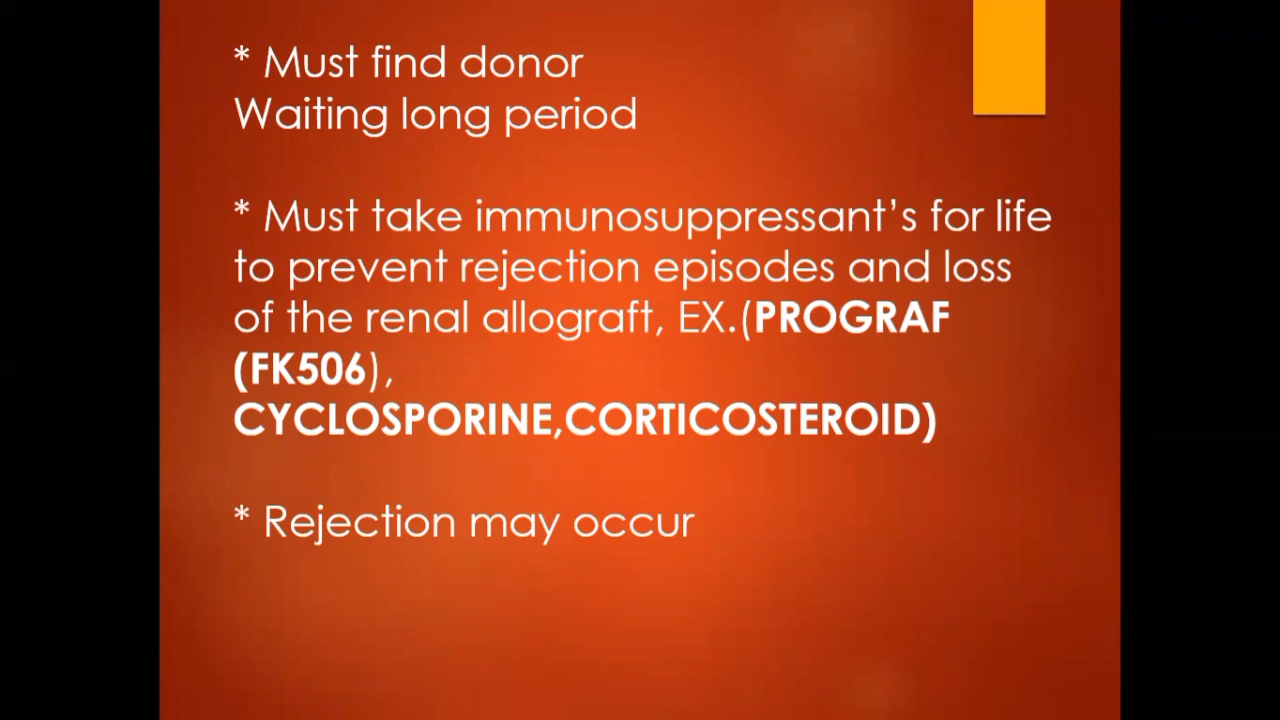 * Must find donor
Waiting long period
* Must take immunosuppressant’s for life
to prevent rejection episodes and loss
of the renal allograft, EX.(PROGRAF
(FK506),
CYCLOSPORINE,CORTICOSTEROID)
* Rejection may occur